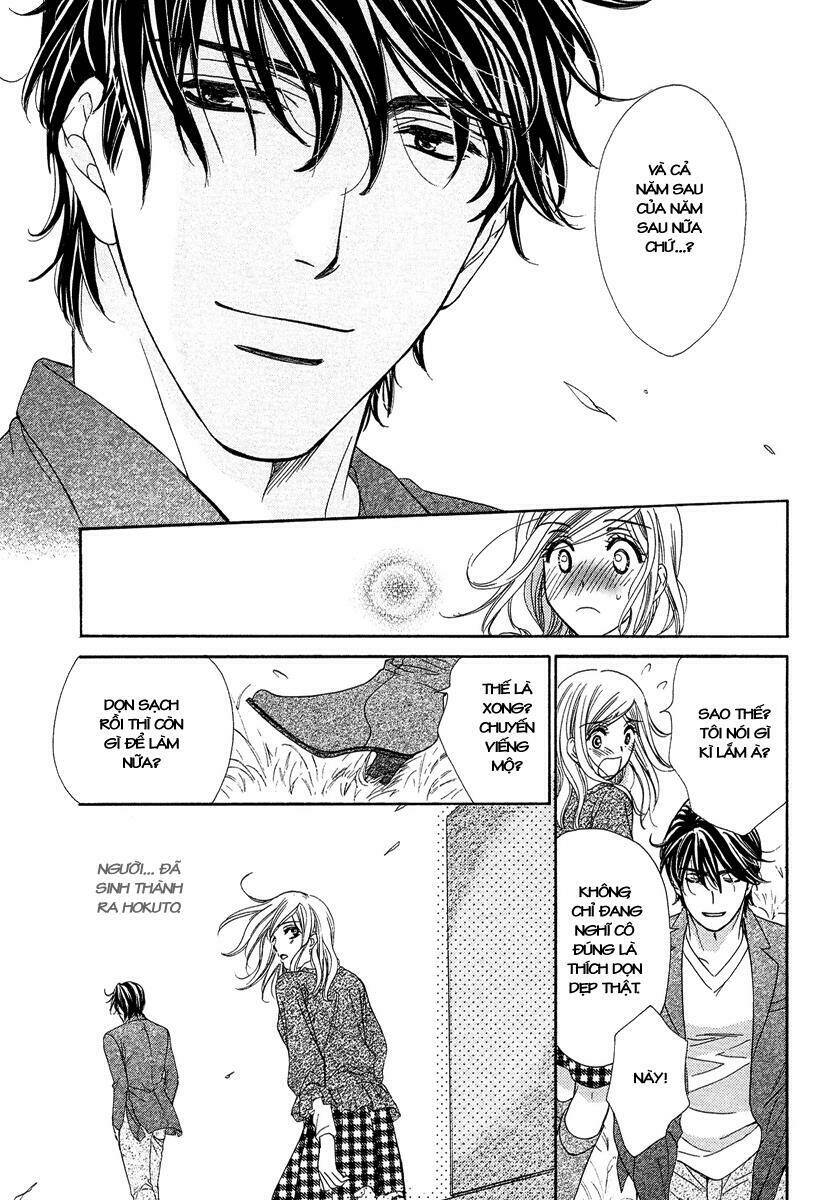 VÀ CẢ
NĂM SAU
CỦA NĂM
SAU NỮA
CHỨ...?
SAO THẾ?
TÔI NÓI GÌ
KÌ LẮM À?
KHÔNG,
CHỈ ĐANG
NGHĨ CÔ
ĐÚNG LÀ
THÍCH DỌN
DẸP THẬT.
NÀY!
THẾ LÀ
XONG?
CHUYẾN
VIẾNG
MỘ?
DỌN SẠCH
RỒI THÌ CÒN
GÌ ĐỂ LÀM
NỮA?
NGƯỜI... ĐÃ
SINH THÀNH
RA HOKUTO.